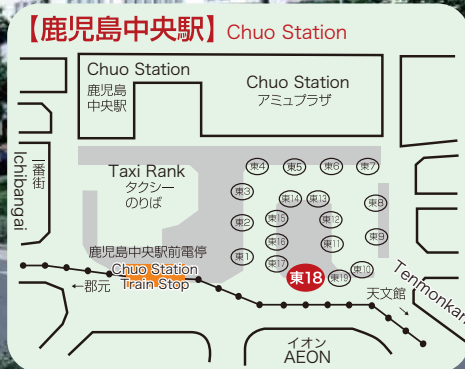 【鹿児島中央駅】 Chuo Station
Chuo Station
鹿児島
中央駅
Chuo Station
アミュプラザ
一番街
Ichibangai
Taxi Rank
タクシー
のりば
東4
東5
東6
東7
東3
東14
東13
東8
東2
東15
東12
東16
東11
東9
東1
東17
東18
東19
東10
鹿児島中央駅前電停
Chuo Station
Train Stop
←郡元
天文館
→
Tenmonkan
イオン
AEON